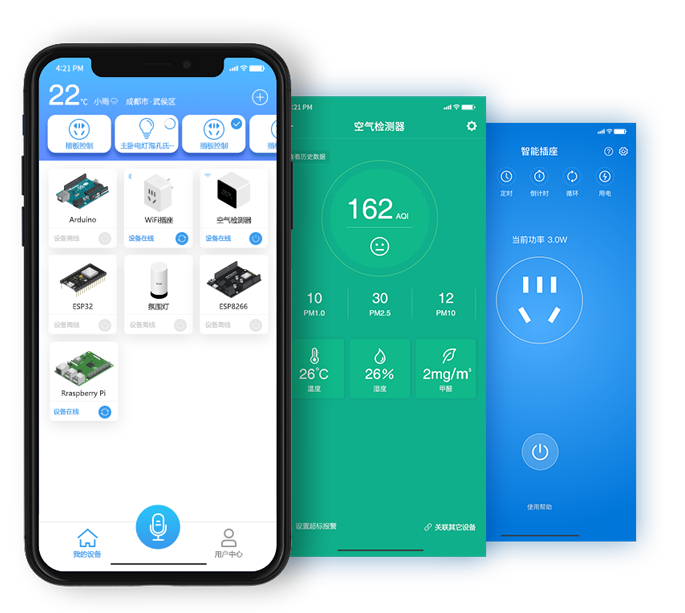 4:21 PM
22℃ 小雨 成都市·武侯区
插板控制
主卧电灯泡孔氏…
插板控制
Arduino
WiFi插座
空气检测器
设备离线
设备在线
设备在线
ESP32
氛围灯
ESP8266
设备离线
设备离线
设备离线
Rraspberry Pi
设备在线
我的设备
用户中心
:21 PM
空气检测器
看历史数据
162 AQI
10
30
12
PM1.0
PM2.5
PM10
26℃
26%
2mg/m³
温度
湿度
甲醛
设置超标报警
关联其它设备
智能插座
定时
倒计时
循环
用电
当前功率 3.0W
使用帮助